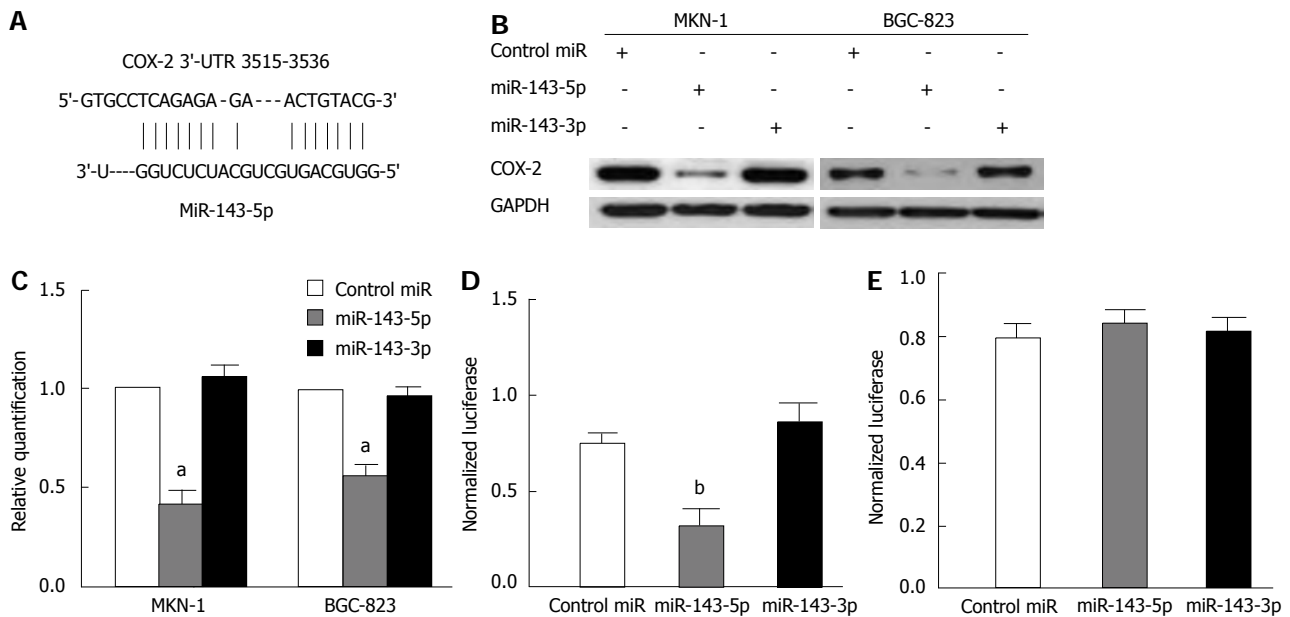 A
COX-2 3'-UTR 3515-3536
5'-GTGCCTCAGAGA -GA---ACTGTACG-3'
3'-U----GGUCUCUACGUCGUGACGUGG-5'
MiR-143-5p
B
MKN-1 BGC-823
Control miR + - - + - -
miR-143-5p - + - - + -
miR-143-3p - - + - - +
COX-2
GAPDH
C
1.5
1.0
0.5
0.0
Relative quantification
Control miR
miR-143-5p
miR-143-3p
a
a
MKN-1 BGC-823
D
1.5
1.0
0.5
0.0
Normalized luciferase
b
Control miR miR-143-5p miR-143-3p
E
1.0
0.8
0.6
0.4
0.2
0.0
Normalized luciferase
Control miR miR-143-5p miR-143-3p